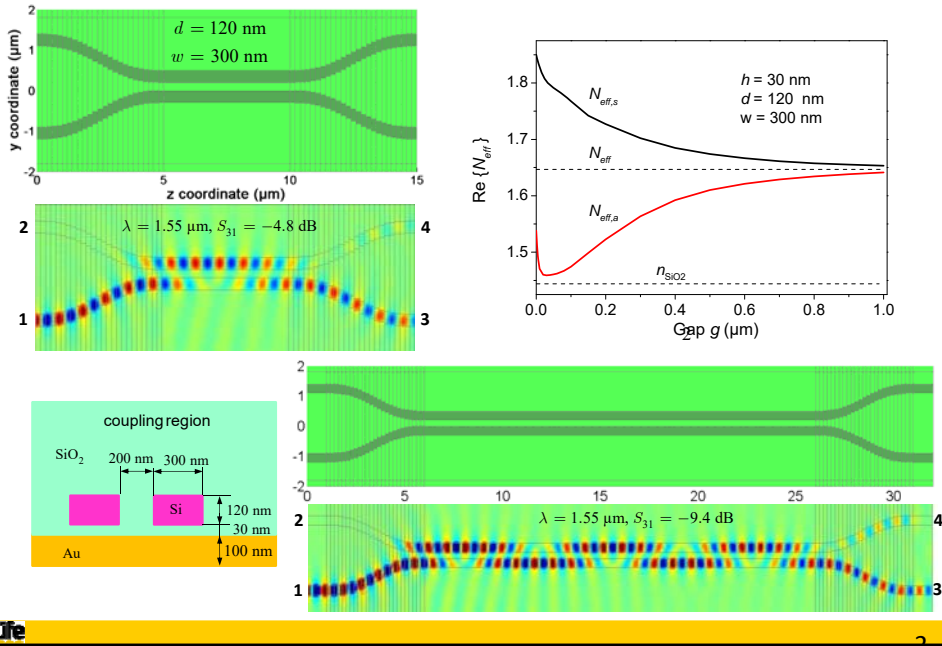 2
1
0
-1
-2
y coordinate (µm)
d = 120 nm
w = 300 nm
0
5
10
15
z coordinate (µm)
2
1
λ = 1.55 µm, S31 = −4.8 dB
4
3
1.8
1.7
1.6
1.5
Re {Neff}
Neff,s
Neff
Neff,a
nSiO2
h = 30 nm
d = 120 nm
w = 300 nm
0.0
0.2
0.4
0.6
0.8
1.0
Gap g (µm)
2
coupling region
SiO2
200 nm
300 nm
Si
120 nm
30 nm
Au
100 nm
2
1
0
-1
-2
0
5
10
15
20
25
30
2
1
λ = 1.55 µm, S31 = −9.4 dB
4
3